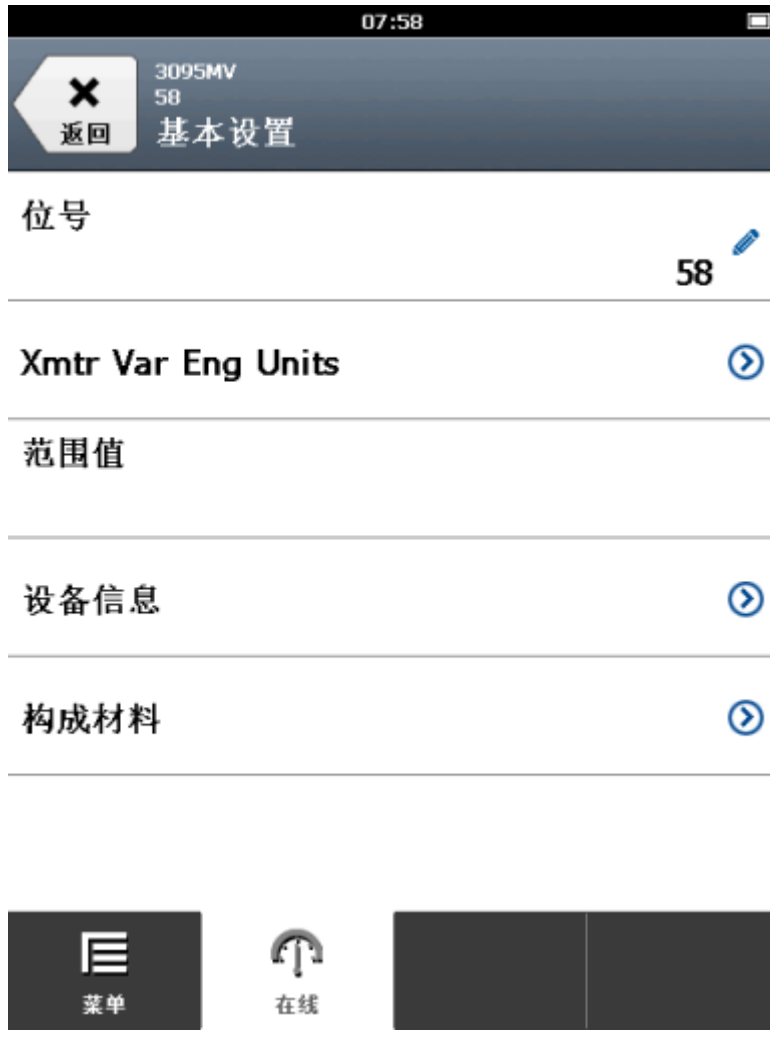 07:58
3095MV
58
基本设置
返回
位号
58
Xmtr Var Eng Units
范围值
设备信息
构成材料
菜单
在线